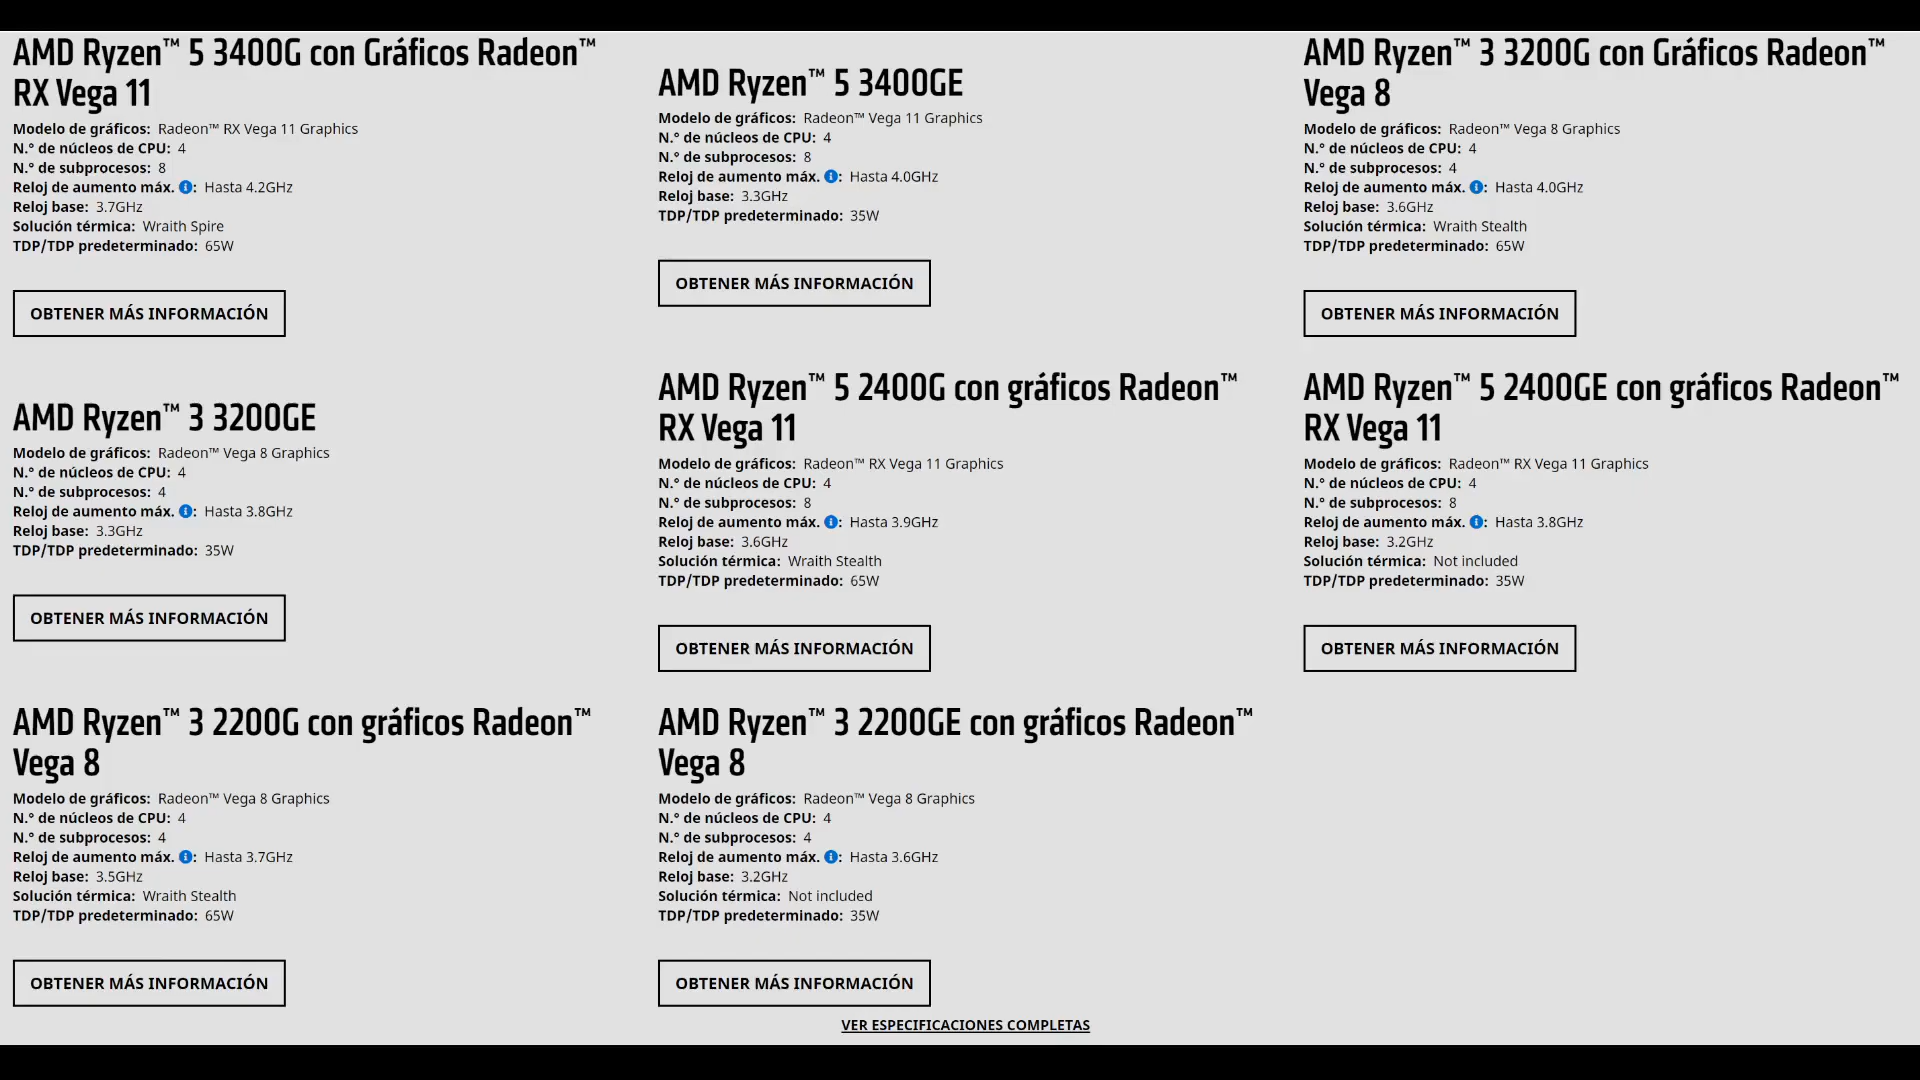 AMD Ryzen™ 5 3400G con Gráficos Radeon™
RX Vega 11
Modelo de gráficos: Radeon™ RX Vega 11 Graphics
N.° de núcleos de CPU: 4
N.° de subprocesos: 8
Reloj de aumento máx. : Hasta 4.2GHz
Reloj base: 3.7GHz
Solución térmica: Wraith Spire
TDP/TDP predeterminado: 65W
OBTENER MÁS INFORMACIÓN
AMD Ryzen™ 5 3400GE
Modelo de gráficos: Radeon™ Vega 11 Graphics
N.° de núcleos de CPU: 4
N.° de subprocesos: 8
Reloj de aumento máx. : Hasta 4.0GHz
Reloj base: 3.3GHz
TDP/TDP predeterminado: 35W
OBTENER MÁS INFORMACIÓN
AMD Ryzen™ 3 3200G con Gráficos Radeon™
Vega 8
Modelo de gráficos: Radeon™ Vega 8 Graphics
N.° de núcleos de CPU: 4
N.° de subprocesos: 4
Reloj de aumento máx. : Hasta 4.0GHz
Reloj base: 3.6GHz
Solución térmica: Wraith Stealth
TDP/TDP predeterminado: 65W
OBTENER MÁS INFORMACIÓN
AMD Ryzen™ 3 3200GE
Modelo de gráficos: Radeon™ Vega 8 Graphics
N.° de núcleos de CPU: 4
N.° de subprocesos: 4
Reloj de aumento máx. : Hasta 3.8GHz
Reloj base: 3.3GHz
TDP/TDP predeterminado: 35W
OBTENER MÁS INFORMACIÓN
AMD Ryzen™ 5 2400G con gráficos Radeon™
RX Vega 11
Modelo de gráficos: Radeon™ RX Vega 11 Graphics
N.° de núcleos de CPU: 4
N.° de subprocesos: 8
Reloj de aumento máx. : Hasta 3.9GHz
Reloj base: 3.6GHz
Solución térmica: Wraith Stealth
TDP/TDP predeterminado: 65W
OBTENER MÁS INFORMACIÓN
AMD Ryzen™ 5 2400GE con gráficos Radeon™
RX Vega 11
Modelo de gráficos: Radeon™ RX Vega 11 Graphics
N.° de núcleos de CPU: 4
N.° de subprocesos: 8
Reloj de aumento máx. : Hasta 3.8GHz
Reloj base: 3.2GHz
Solución térmica: Not included
TDP/TDP predeterminado: 35W
OBTENER MÁS INFORMACIÓN
AMD Ryzen™ 3 2200G con gráficos Radeon™
Vega 8
Modelo de gráficos: Radeon™ Vega 8 Graphics
N.° de núcleos de CPU: 4
N.° de subprocesos: 4
Reloj de aumento máx. : Hasta 3.7GHz
Reloj base: 3.5GHz
Solución térmica: Wraith Stealth
TDP/TDP predeterminado: 65W
OBTENER MÁS INFORMACIÓN
AMD Ryzen™ 3 2200GE con gráficos Radeon™
Vega 8
Modelo de gráficos: Radeon™ Vega 8 Graphics
N.° de núcleos de CPU: 4
N.° de subprocesos: 4
Reloj de aumento máx. : Hasta 3.6GHz
Reloj base: 3.2GHz
Solución térmica: Not included
TDP/TDP predeterminado: 35W
OBTENER MÁS INFORMACIÓN
VER ESPECIFICACIONES COMPLETAS